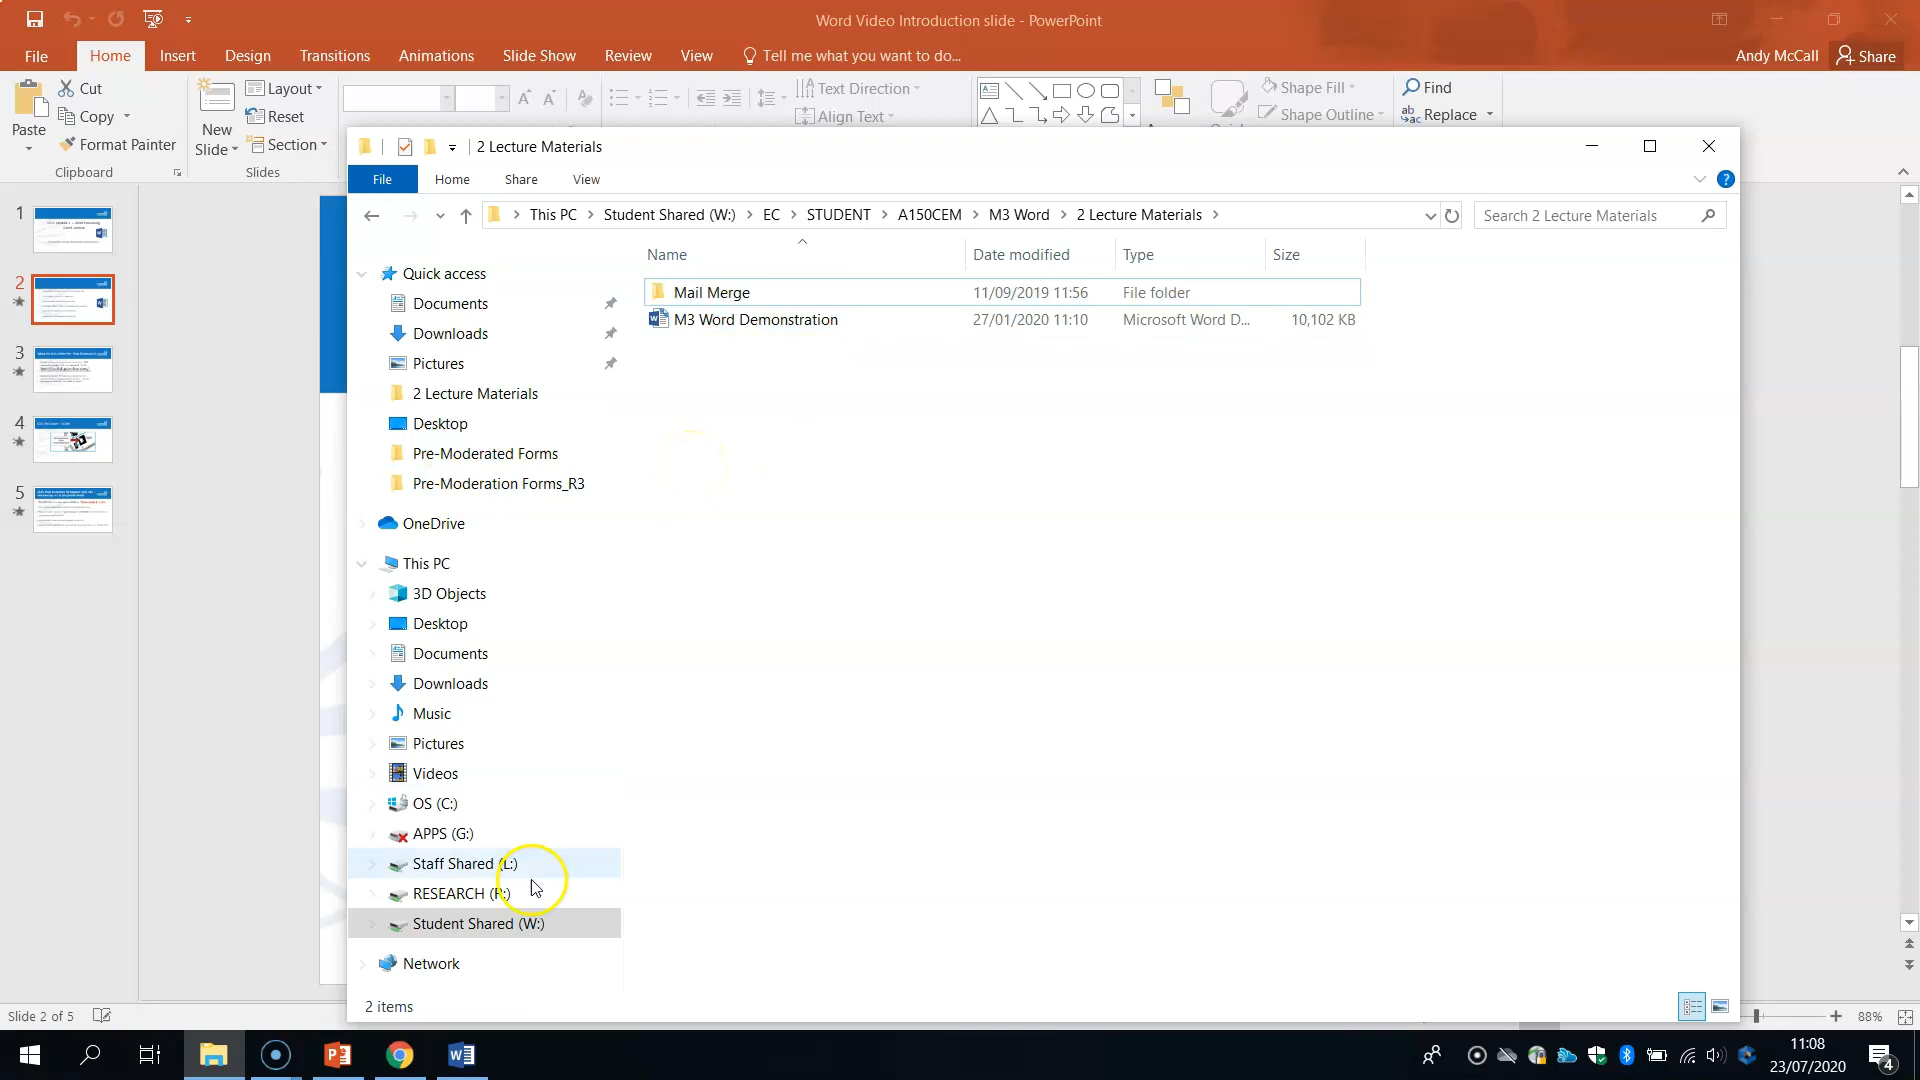 Word Video Introduction slide - PowerPoint
File Home Insert Design Transitions Animations Slide Show Review View Tell me what you want to do... Andy McCall Share
Cut Layout Text Direction Shape Fill Find
Copy Reset Align Text Shape Outline Replace
Paste New
Format Painter Slide Section
Clipboard Slides
2 Lecture Materials
File Home Share View
This PC Student Shared (W:) EC STUDENT A150CEM M3 Word 2 Lecture Materials Search 2 Lecture Materials
Name Date modified Type Size
Mail Merge 11/09/2019 11:56 File folder
M3 Word Demonstration 27/01/2020 11:10 Microsoft Word D... 10,102 KB
Quick access
Documents
Downloads
Pictures
2 Lecture Materials
Desktop
Pre-Moderated Forms
Pre-Moderation Forms_R3
OneDrive
This PC
3D Objects
Desktop
Documents
Downloads
Music
Pictures
Videos
OS (C:)
APPS (G:)
Staff Shared (L:)
RESEARCH (R:)
Student Shared (W:)
Network
2 items
1
2
3
4
5
Slide 2 of 5 88%
11:08
23/07/2020
4